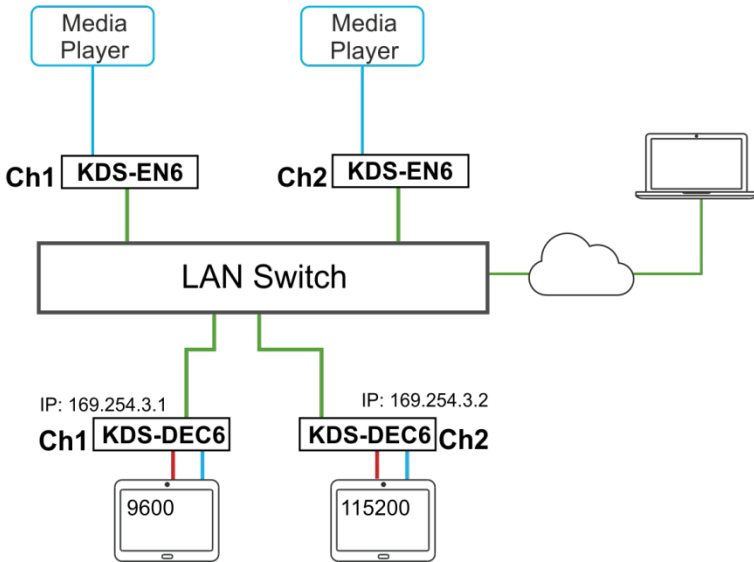 Media
Player
Media
Player
Ch1
KDS-EN6
Ch2
KDS-EN6
LAN Switch
IP: 169.254.3.1
IP: 169.254.3.2
Ch1
KDS-DEC6
KDS-DEC6
Ch2
9600
115200